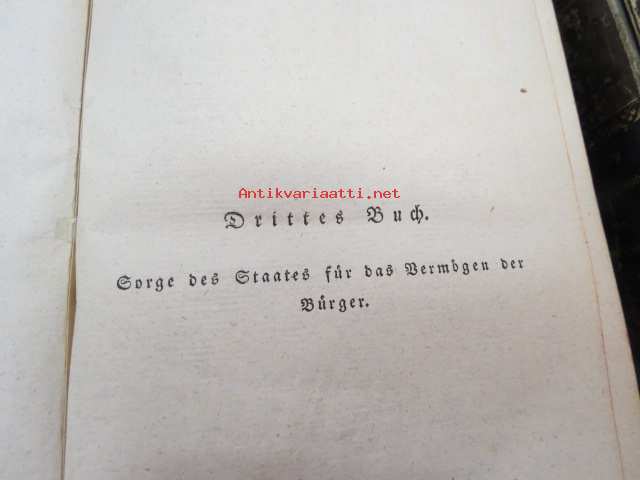 Antikvariaatti.net
Drittes Buch.
Sorge des Staates für das Vermögen der
Bürger.